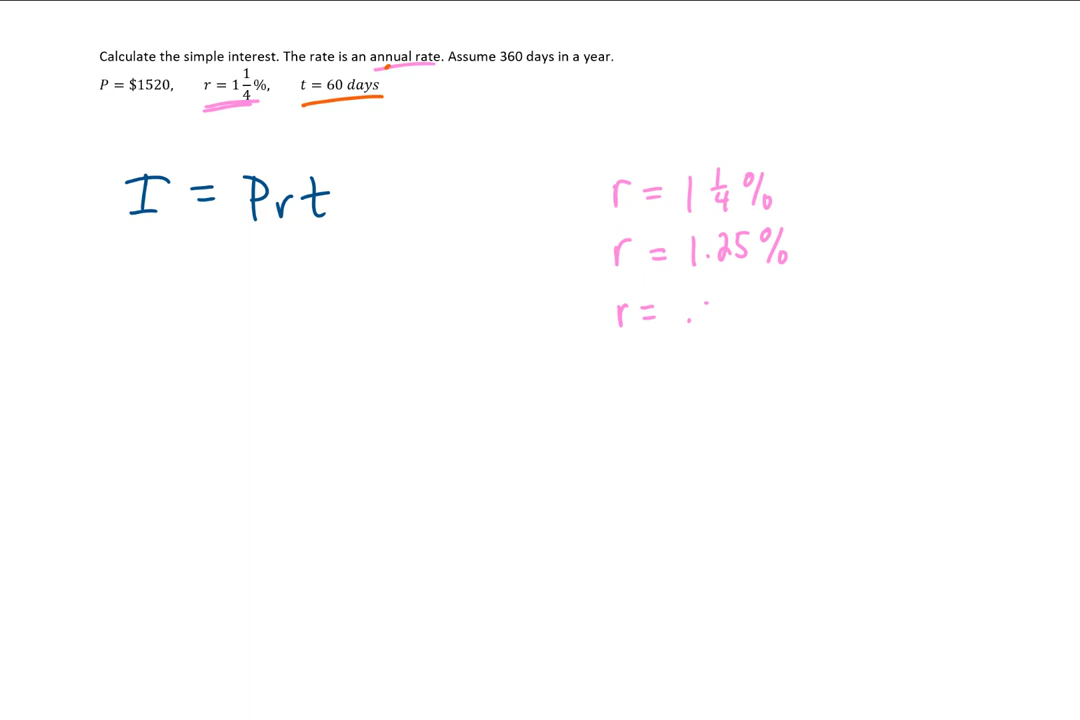 Calculate the simple interest. The rate is an annual rate. Assume 360 days in a year.
P = $1520, r = 1 1/4 %, t = 60 days
I = Prt
r = 1 1/4 %
r = 1.25 %
r = .